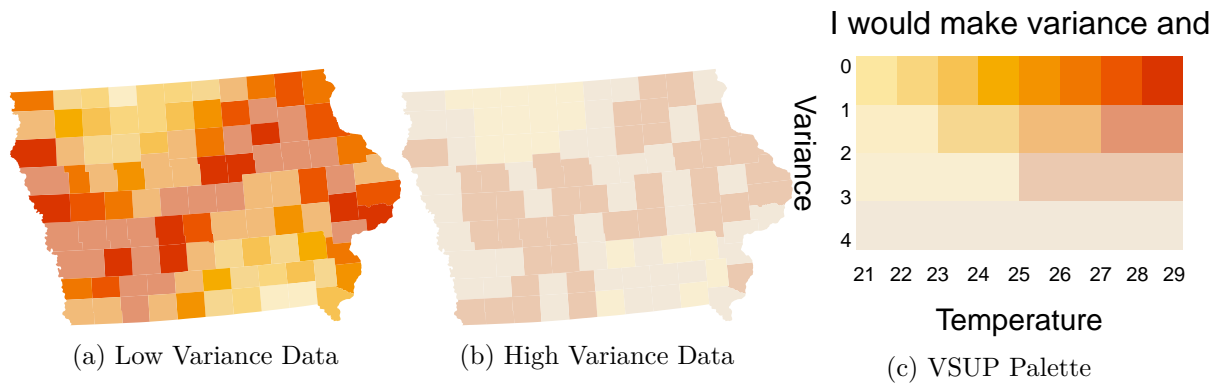 I would make variance and
0
1
2
3
4
Variance
21 22 23 24 25 26 27 28 29
Temperature
(a) Low Variance Data
(b) High Variance Data
(c) VSUP Palette